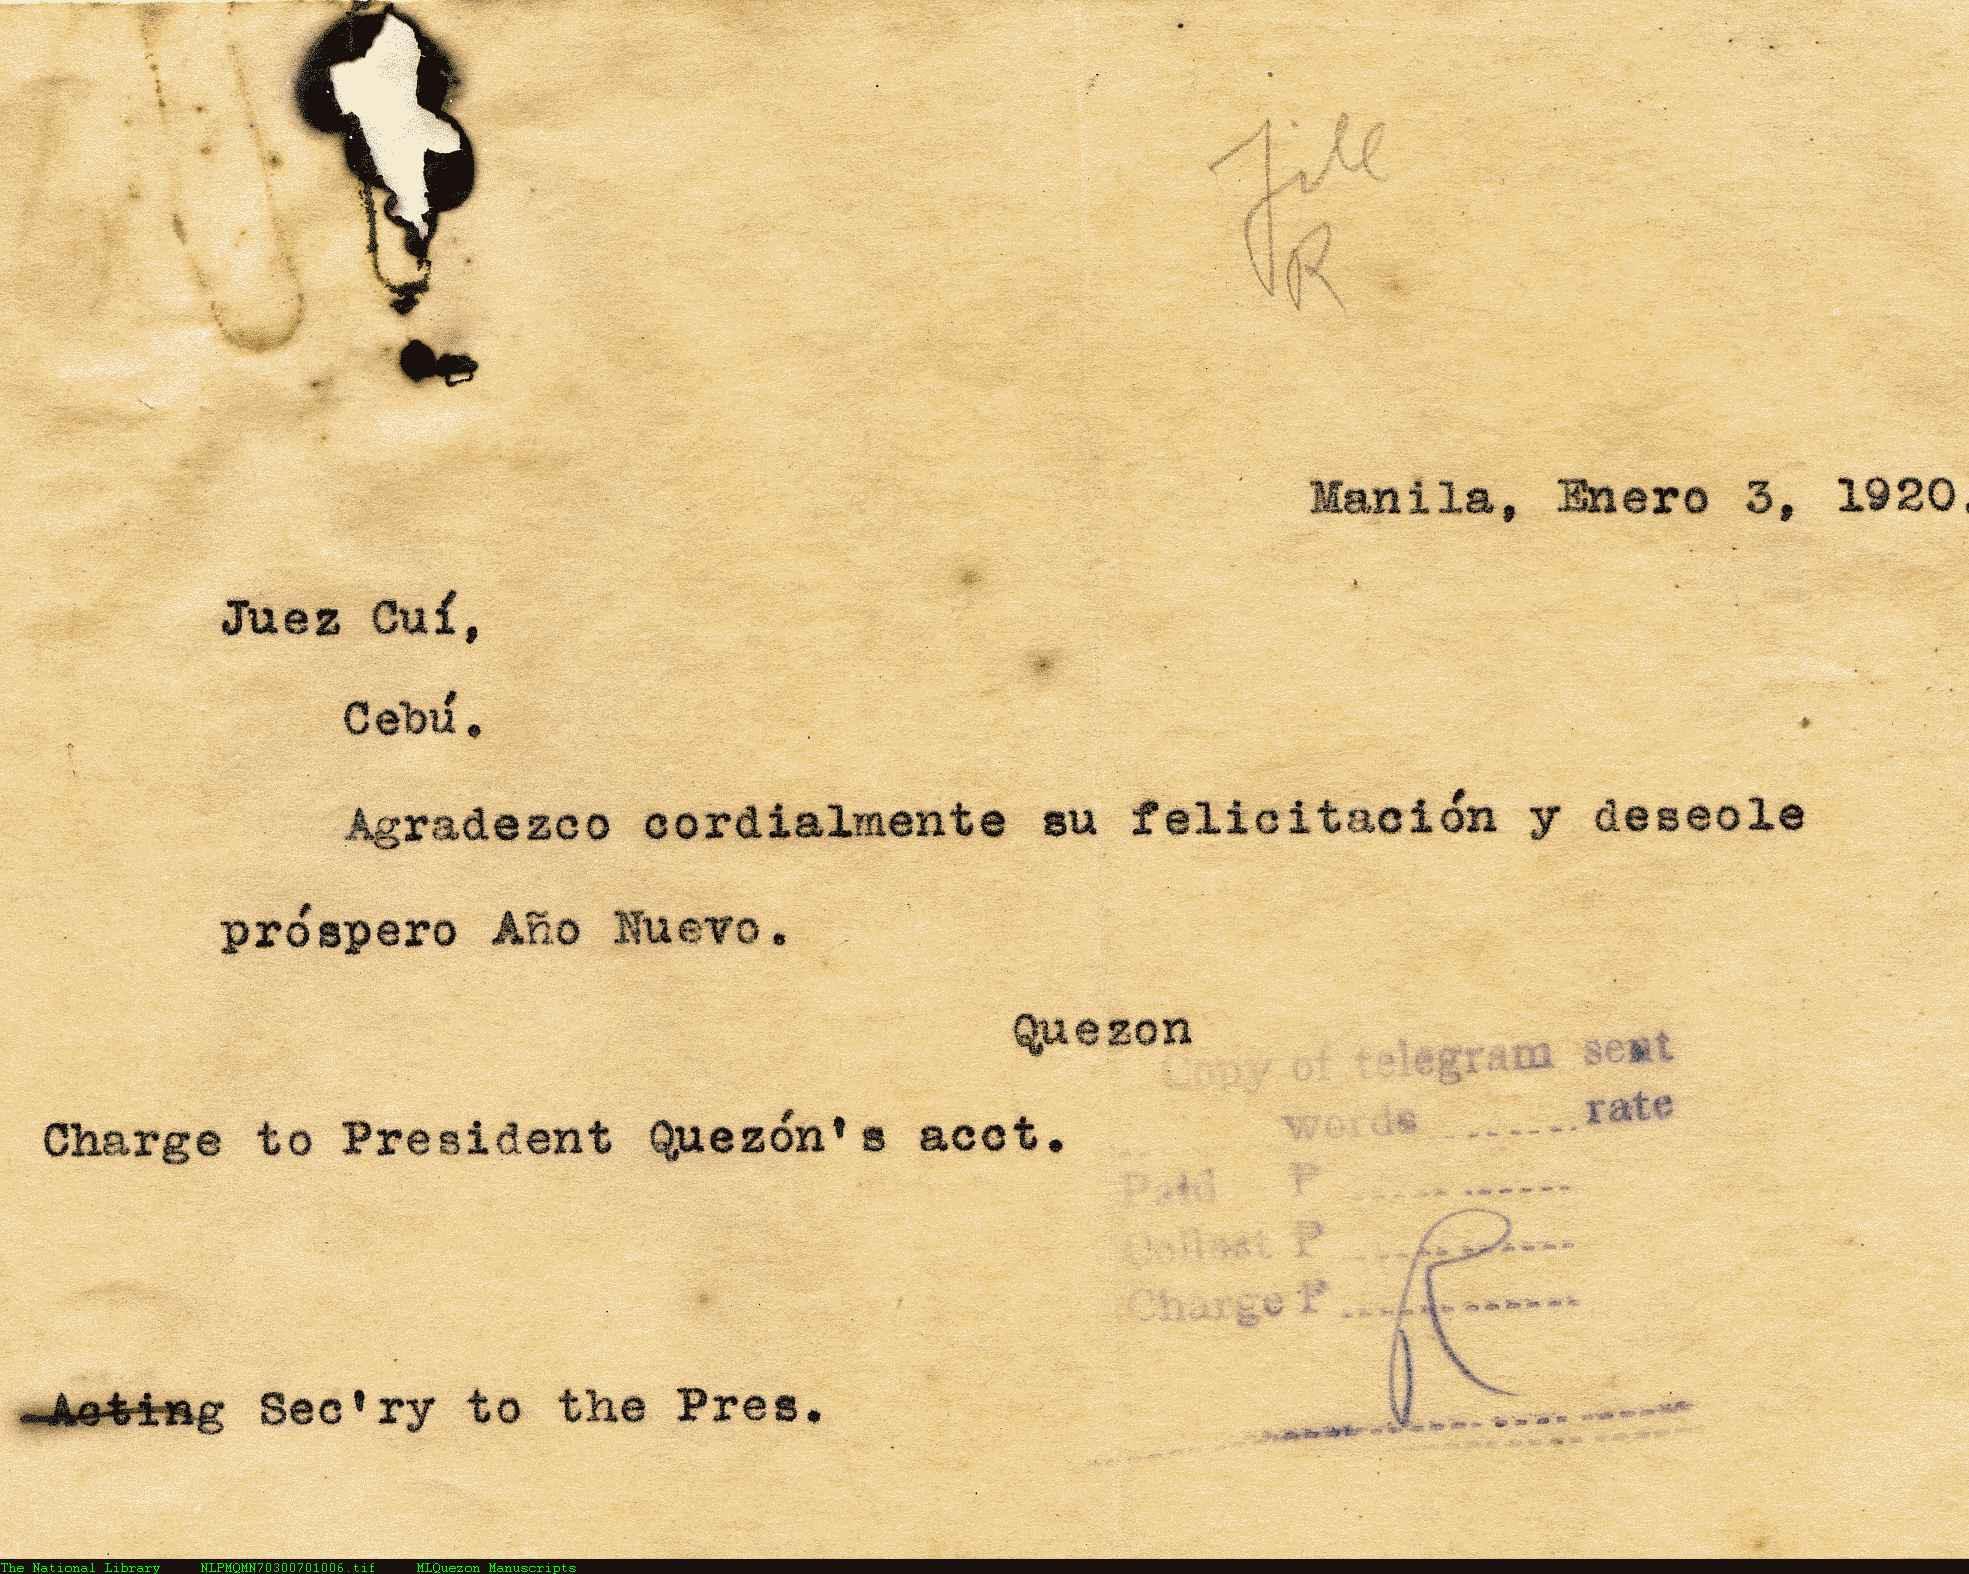 File
R
Manila, Enero 3, 1920.
Juez Cuí,
Cebú.
Agradezco cordialmente su felicitación y deseole
próspero Año Nuevo.
Quezon
Copy of telegram sent
words ........ rate
Charge to President Quezón's acct.
Paid ₱ ............
Collect ₱ ............
Charge ₱ ............
R
Acting Sec'ry to the Pres.
The National Library NLPMQMN70300701006.tif MLQuezon Manuscripts